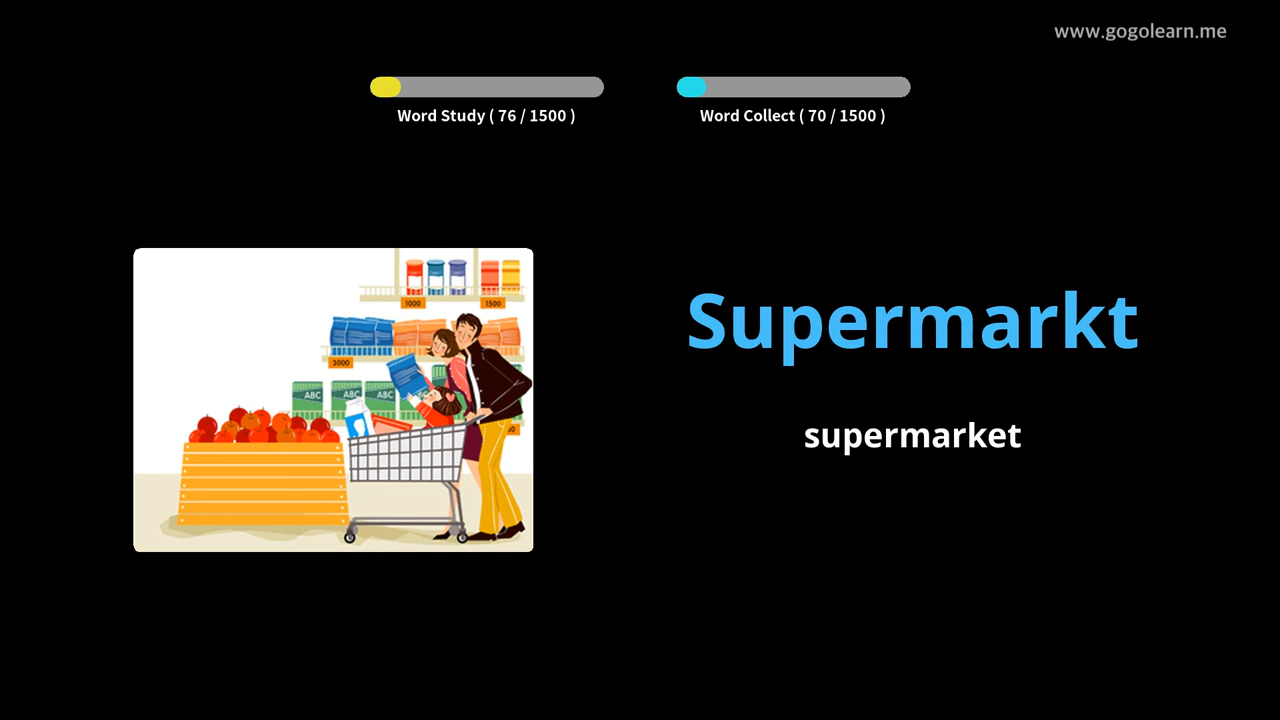 www.gogolearn.me
Word Study ( 76 / 1500 )
Word Collect ( 70 / 1500 )
1000
1500
3000
ABC
ABC
ABC
Supermarkt
supermarket